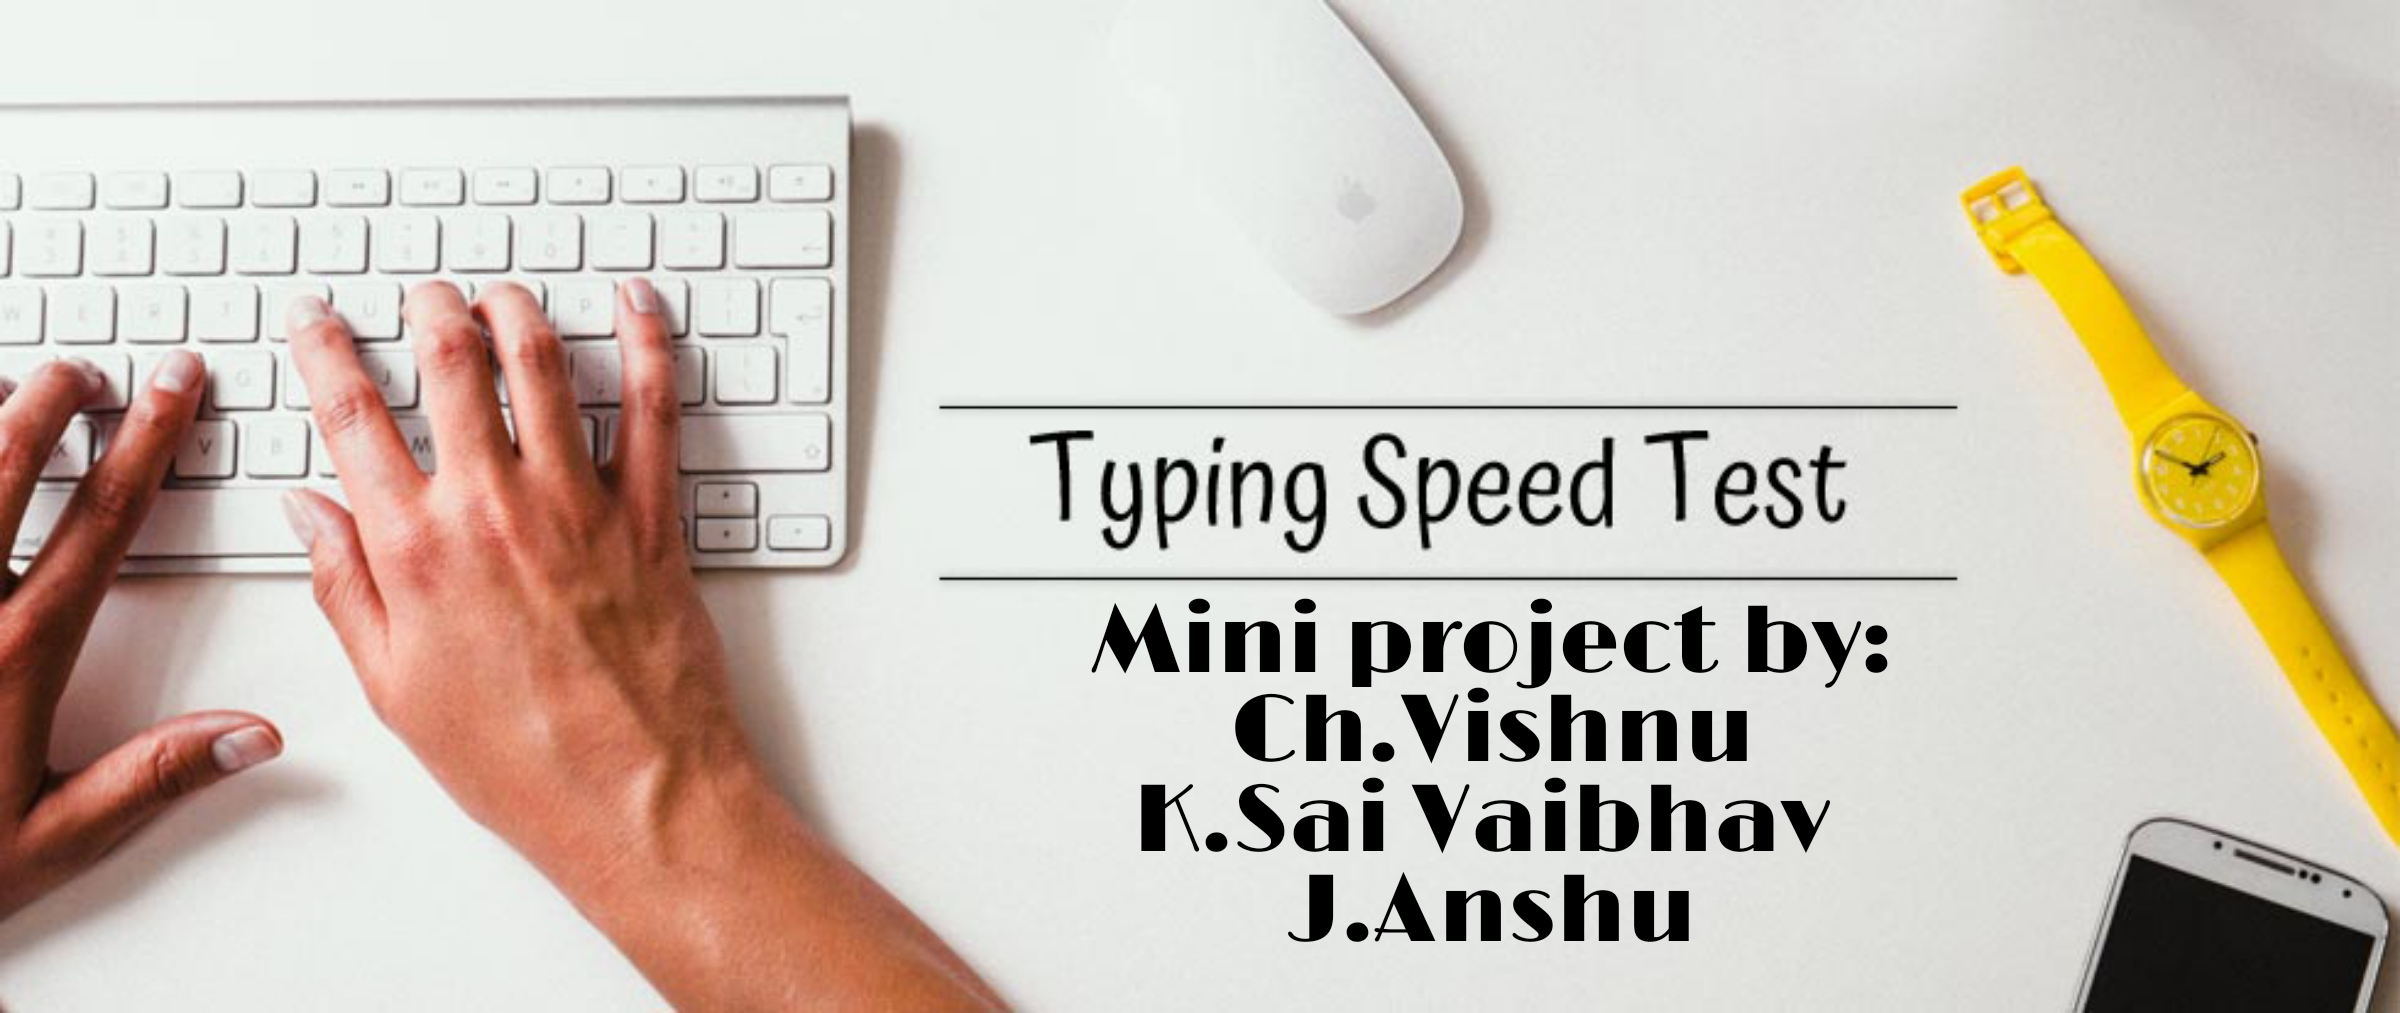 Typing Speed Test
Mini project by:
Ch.Vishnu
K.Sai Vaibhav
J.Anshu